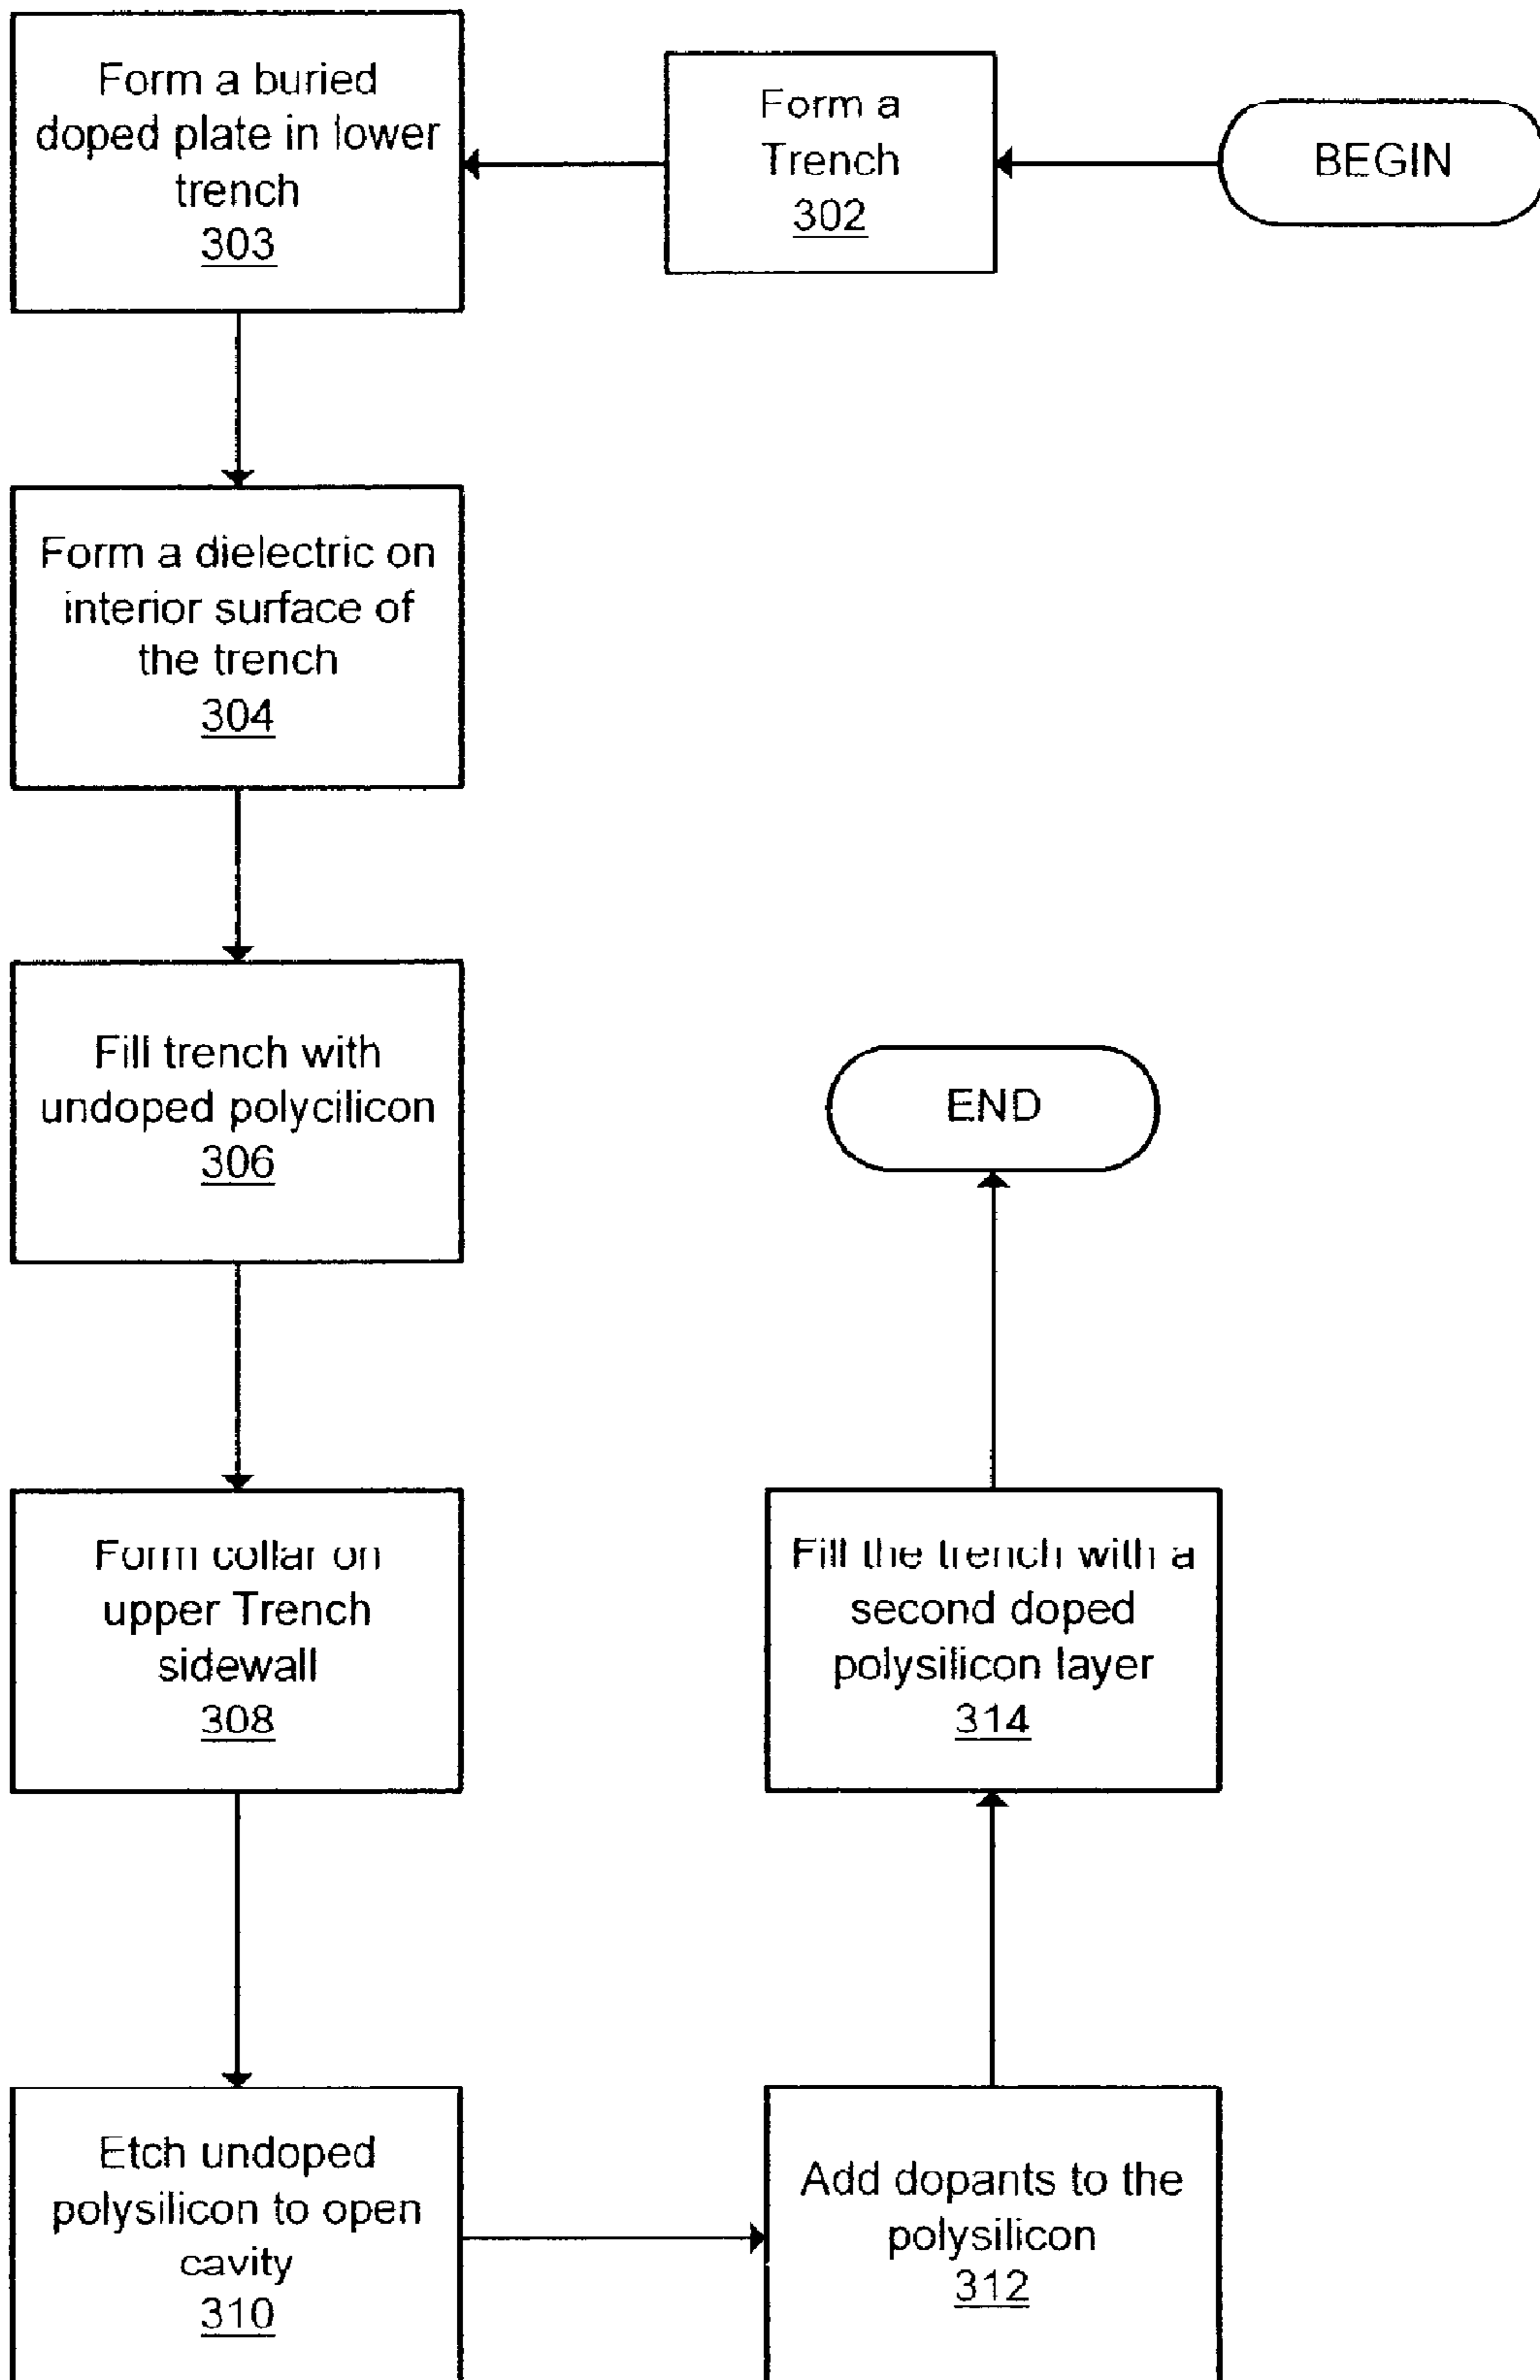 BEGIN
Form a
Trench
302
Form a buried
doped plate in lower
trench
303
Form a dielectric on
interior surface of
the trench
304
Fill trench with
undoped polycilicon
306
Form collar on
upper Trench
sidewall
308
Etch undoped
polysilicon to open
cavity
310
Add dopants to the
polysilicon
312
Fill the trench with a
second doped
polysilicon layer
314
END